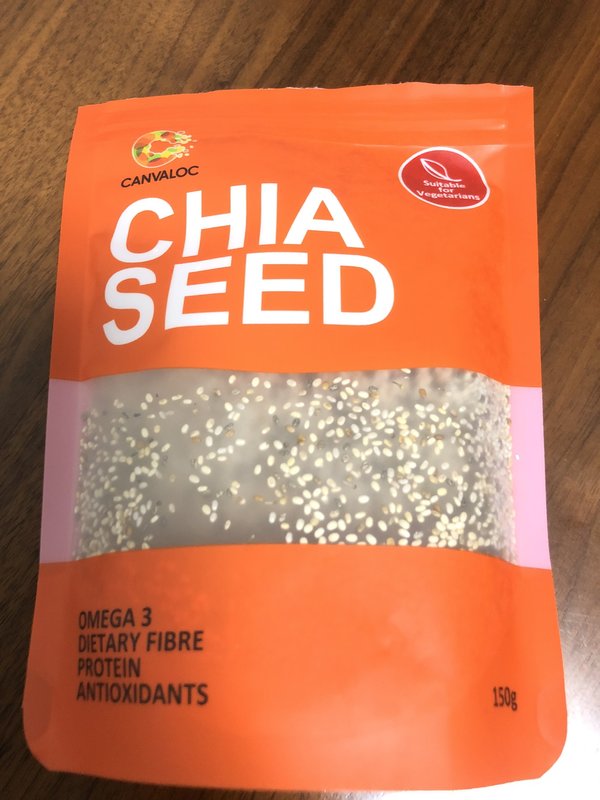 CANVALOC
Suitable
for
Vegetarians
CHIA
SEED
OMEGA 3
DIETARY FIBRE
PROTEIN
ANTIOXIDANTS
150g